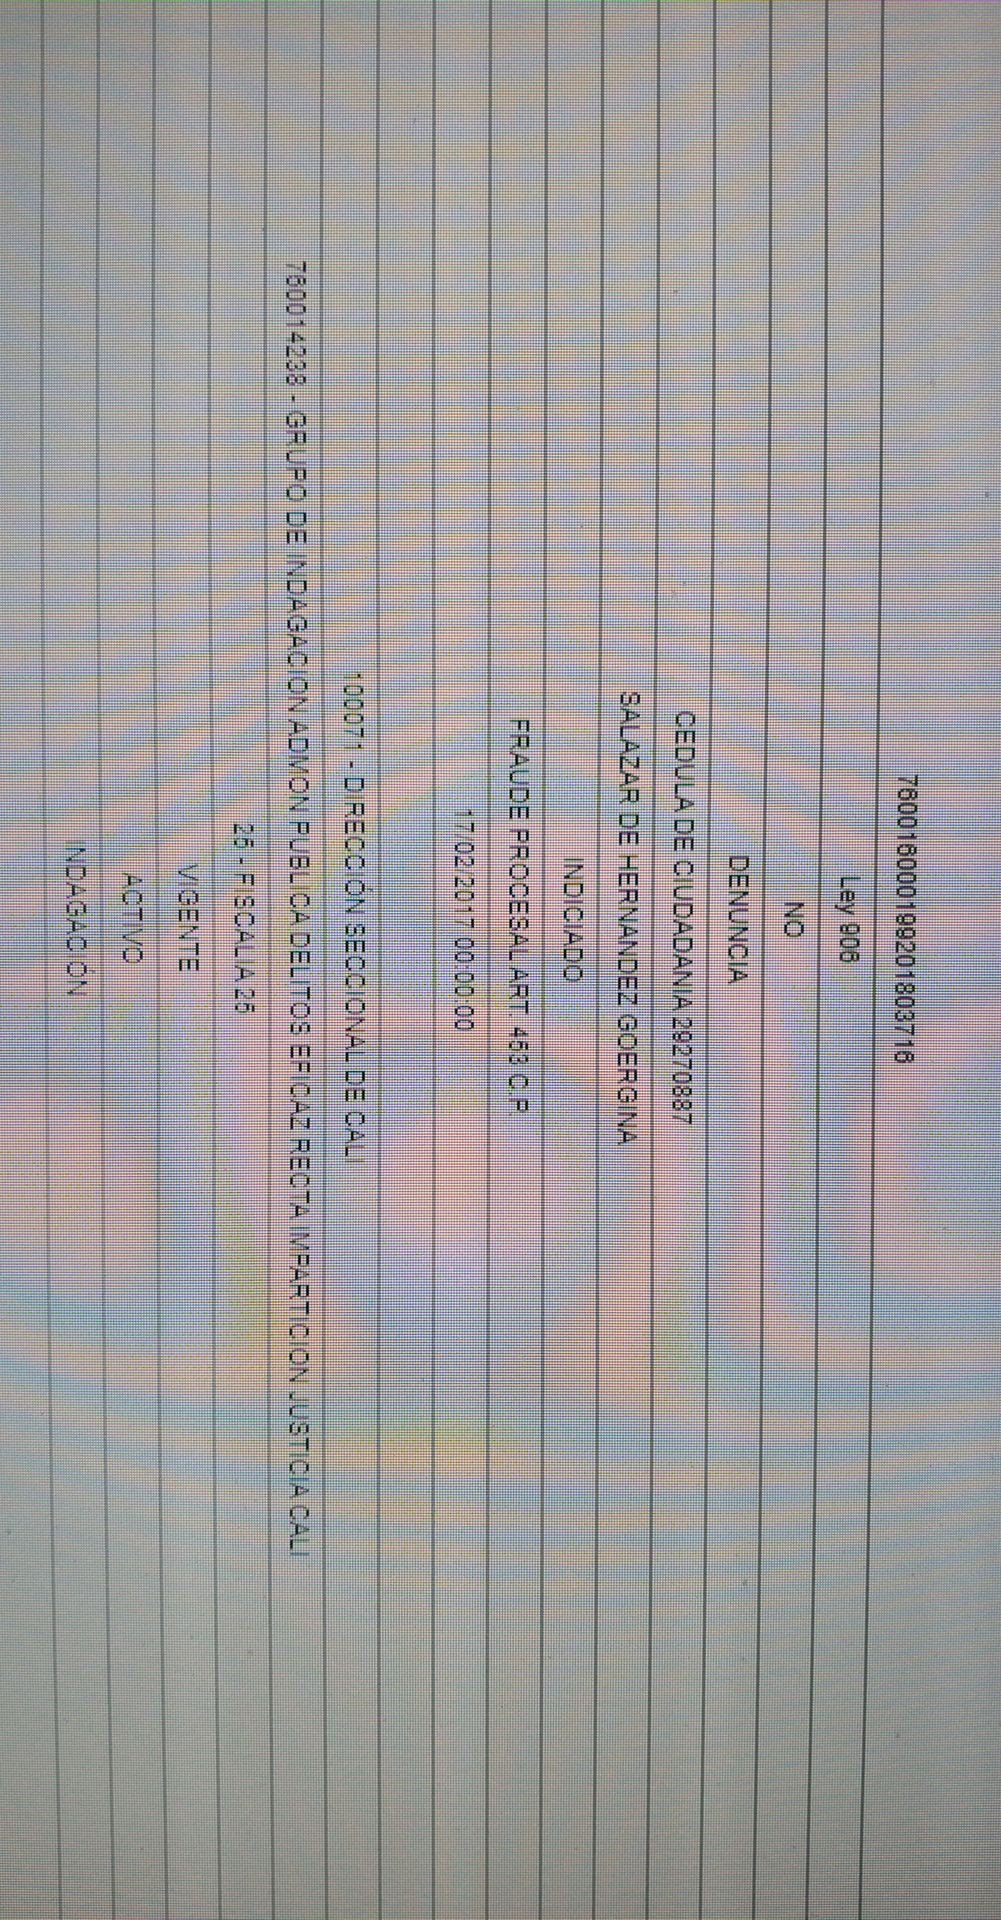 760016000199201803716
Ley 906
NO
DENUNCIA
CEDULA DE CIUDADANIA 29270887
SALAZAR DE HERNANDEZ GOERGINA
INDICIADO
FRAUDE PROCESAL ART. 453 C.P.
17/02/2017 00:00:00
100071 - DIRECCIÓN SECCIONAL DE CALI
760014238 - GRUPO DE INDAGACION ADMON PUBLICA DELITOS EFICAZ RECTA IMPARTICION JUSTICIA CALI
25 - FISCALIA 25
VIGENTE
ACTIVO
INDAGACIÓN